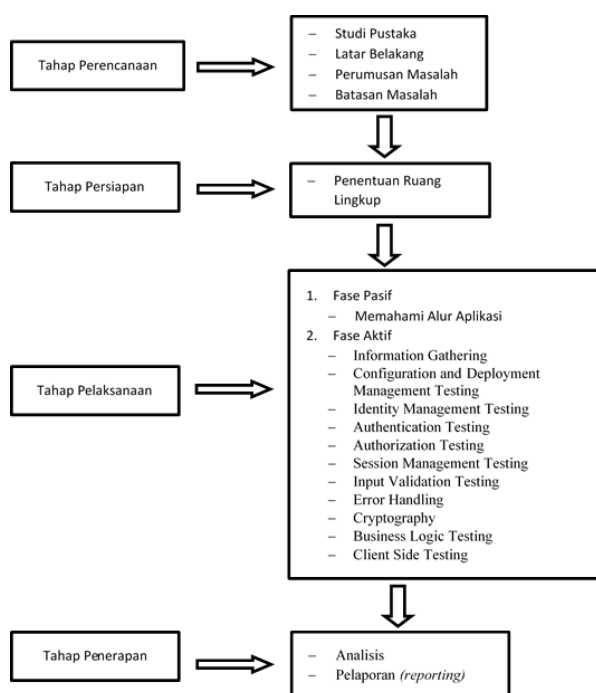 Tahap Perencanaan
– Studi Pustaka
– Latar Belakang
– Perumusan Masalah
– Batasan Masalah
Tahap Persiapan
– Penentuan Ruang
Lingkup
Tahap Pelaksanaan
1. Fase Pasif
– Memahami Alur Aplikasi
2. Fase Aktif
– Information Gathering
– Configuration and Deployment
Management Testing
– Identity Management Testing
– Authentication Testing
– Authorization Testing
– Session Management Testing
– Input Validation Testing
– Error Handling
– Cryptography
– Business Logic Testing
– Client Side Testing
Tahap Penerapan
– Analisis
– Pelaporan (reporting)